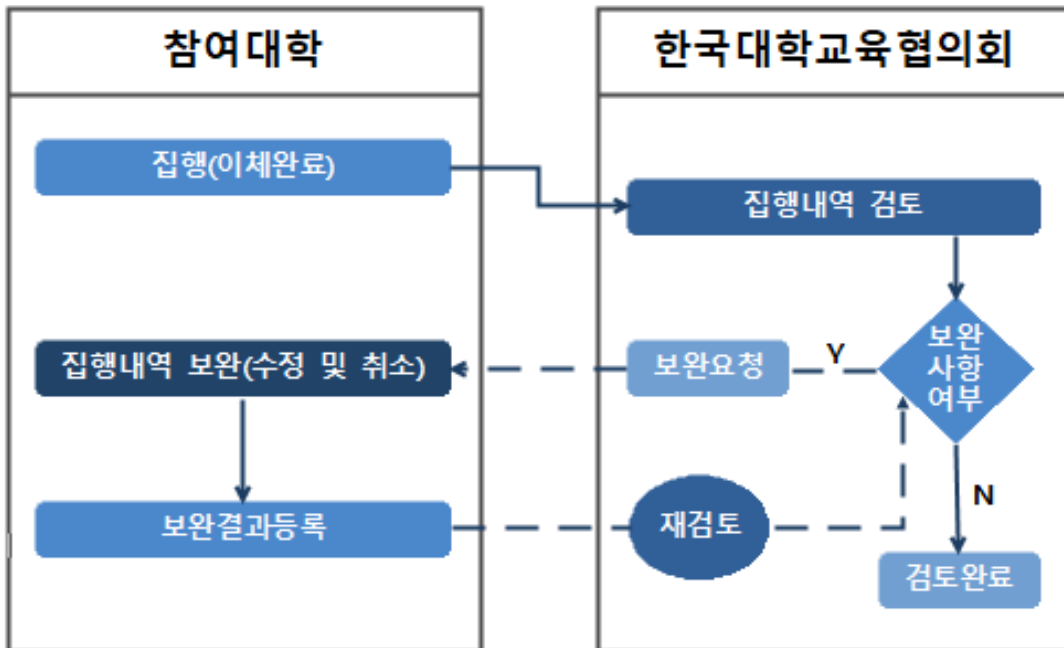 참여대학
한국대학교육협의회
집행(이체완료)
집행내역 검토
보완
사항
여부
Y
보완요청
집행내역 보완(수정 및 취소)
보완결과등록
재검토
N
검토완료